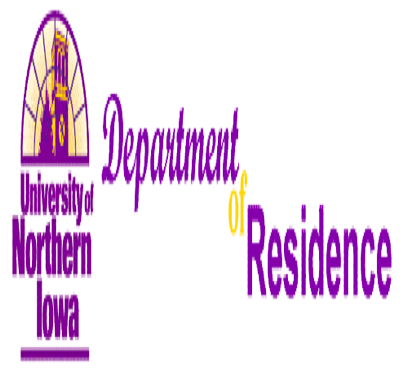 University of
Northern
Iowa
Department
of
Residence